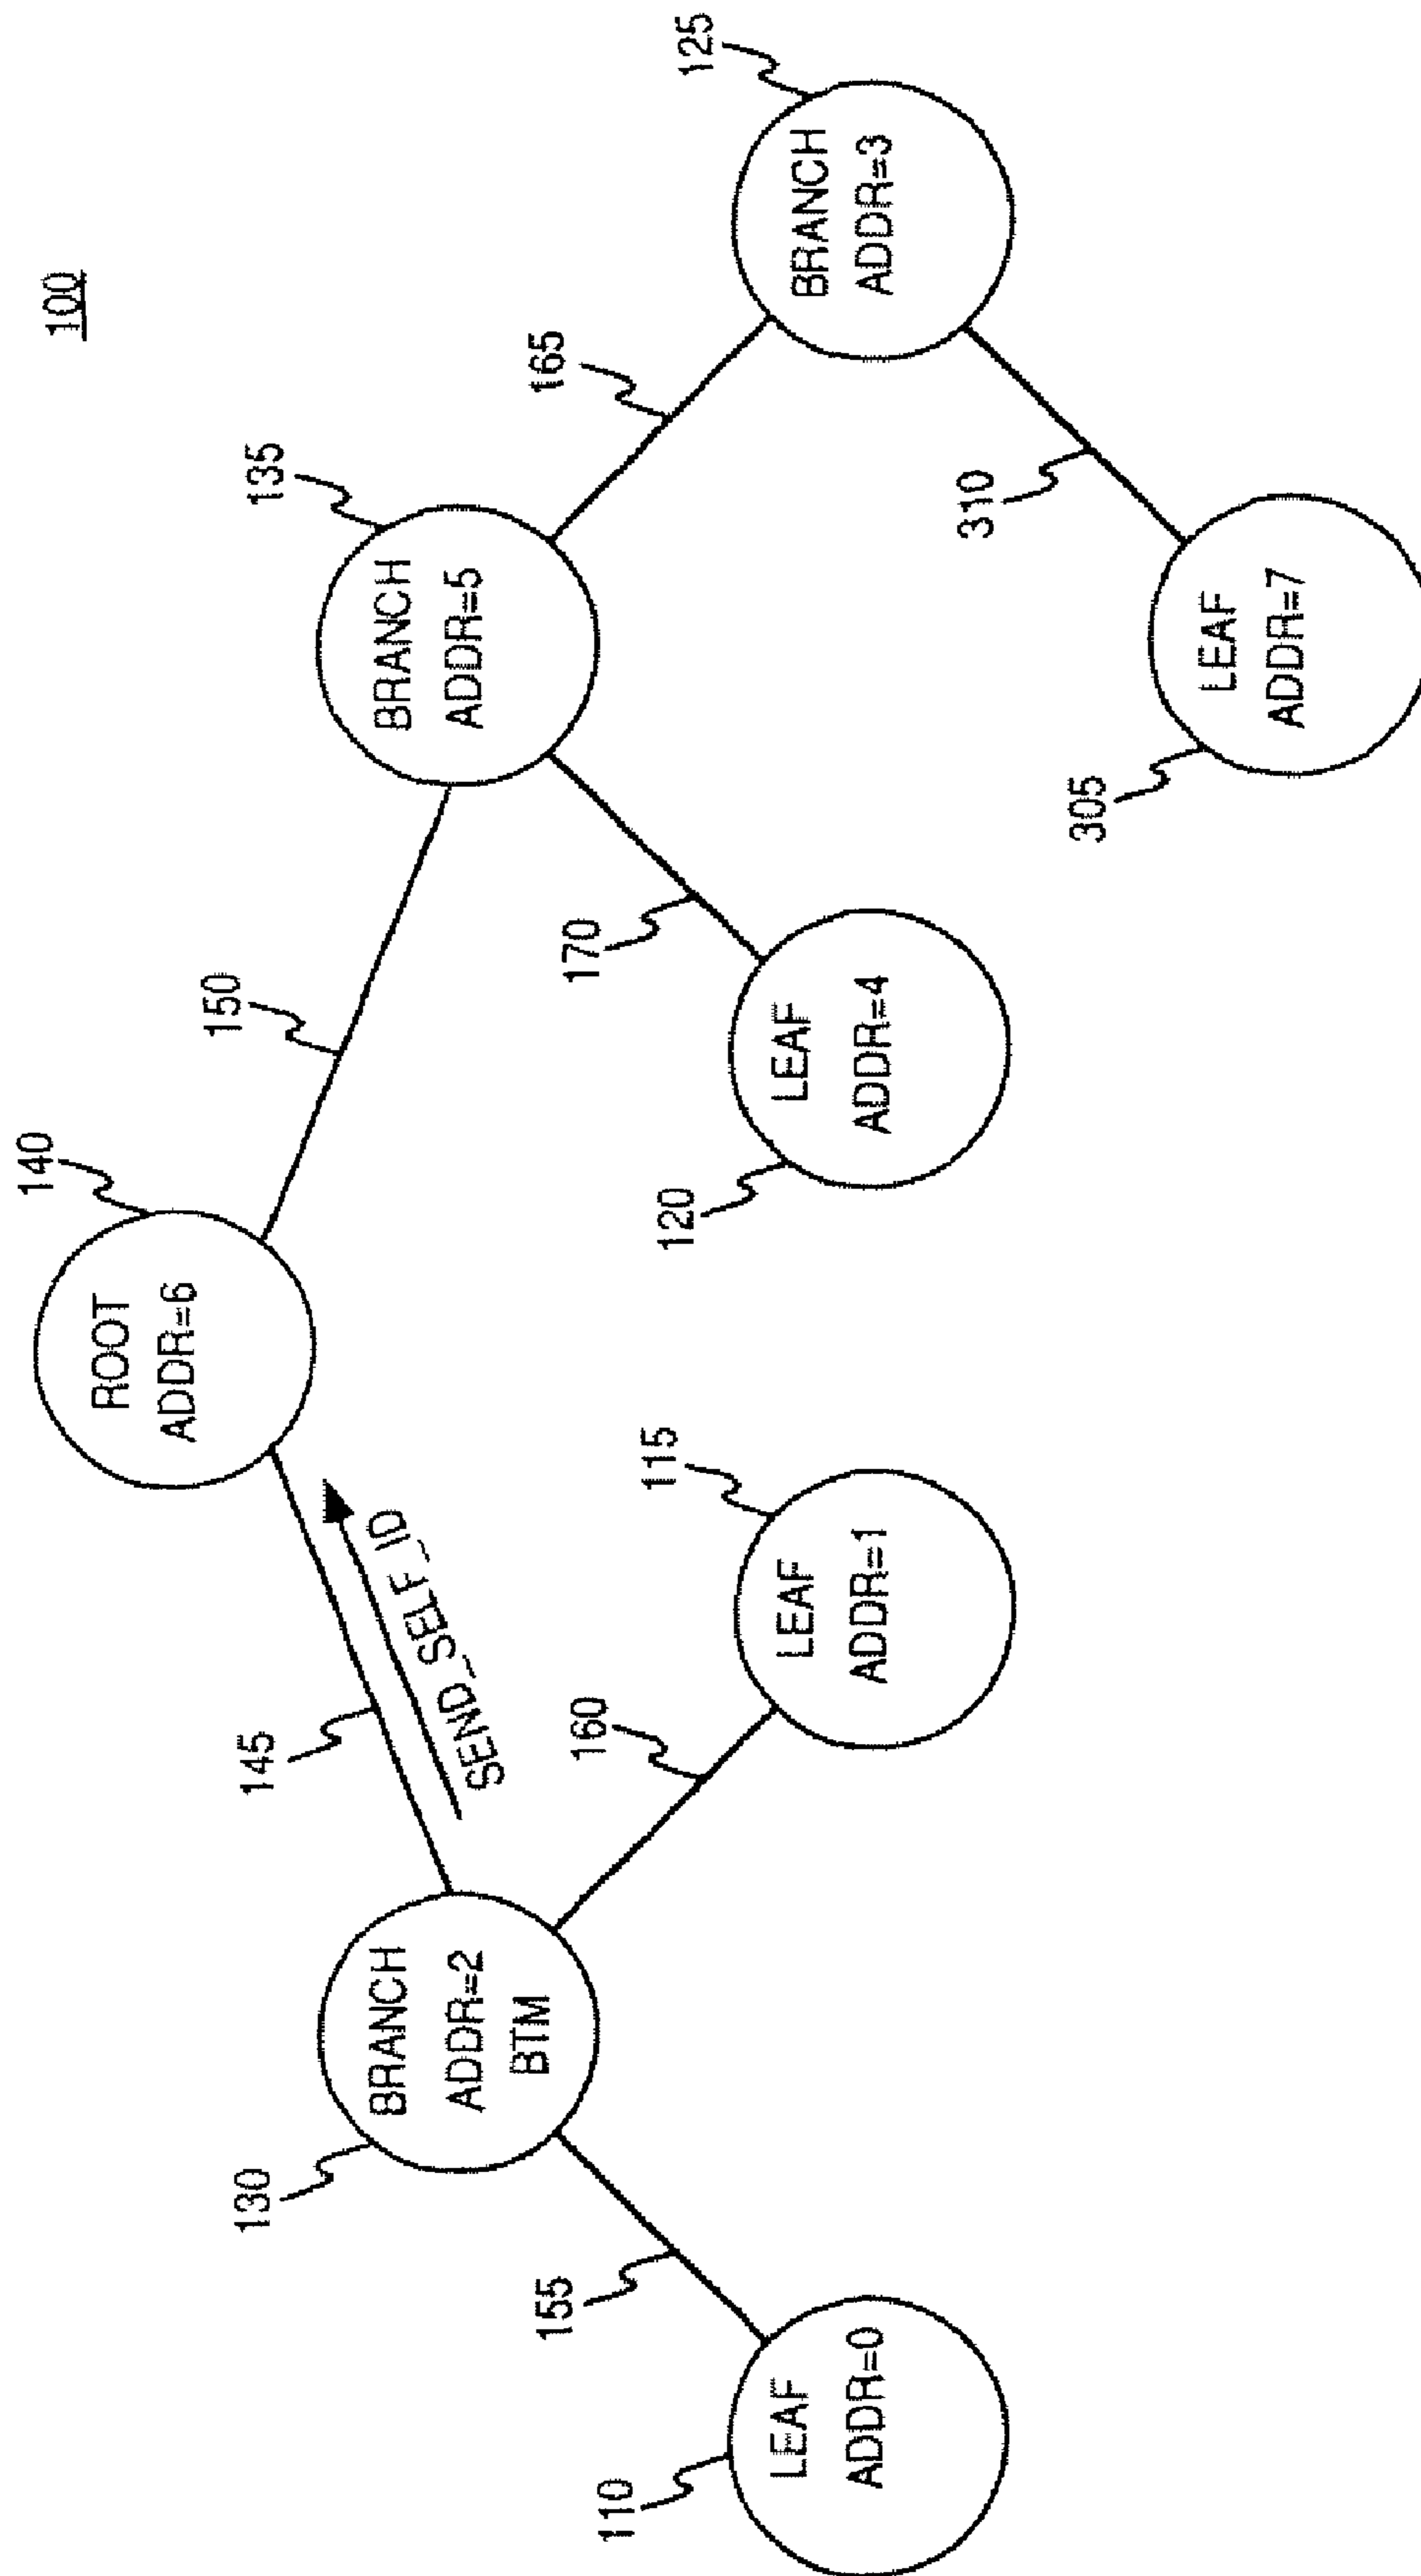 100
140
ROOT
ADDR=6
145
150
SEND_SELF_ID
130
BRANCH
ADDR=2
BTM
135
BRANCH
ADDR=5
155
160
170
165
110
LEAF
ADDR=0
115
LEAF
ADDR=1
120
LEAF
ADDR=4
125
BRANCH
ADDR=3
310
305
LEAF
ADDR=7